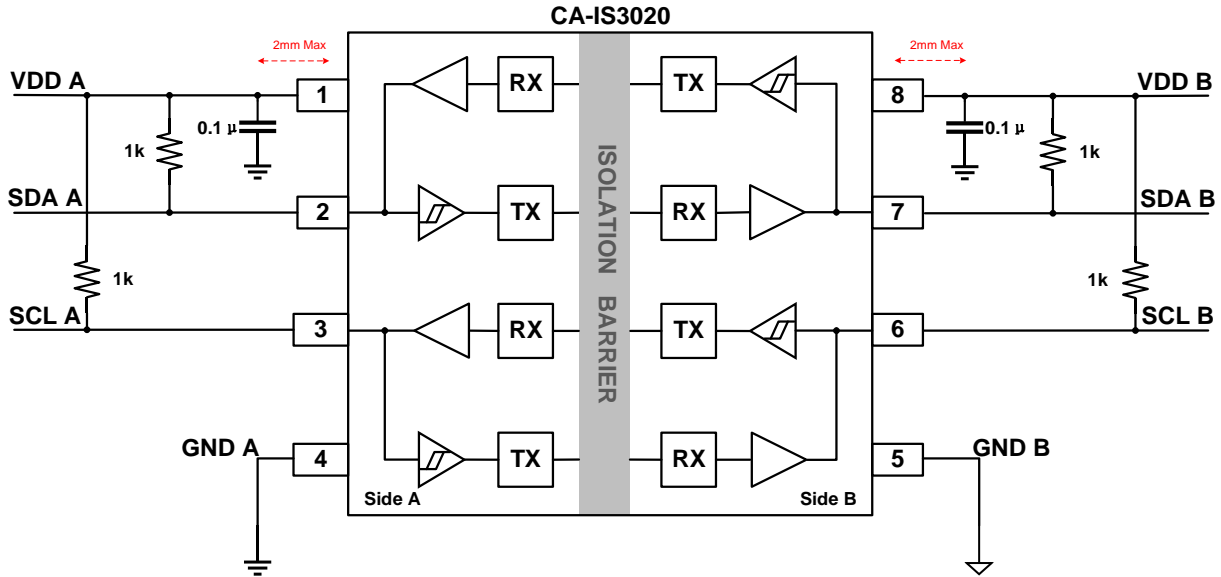 CA-IS3020
2mm Max
2mm Max
VDD A
1
RX
TX
8
VDD B
0.1 μ
0.1 μ
1k
1k
SDA A
2
TX
RX
7
SDA B
ISOLATION BARRIER
1k
1k
SCL A
3
RX
TX
6
SCL B
GND A
4
TX
RX
5
GND B
Side A
Side B